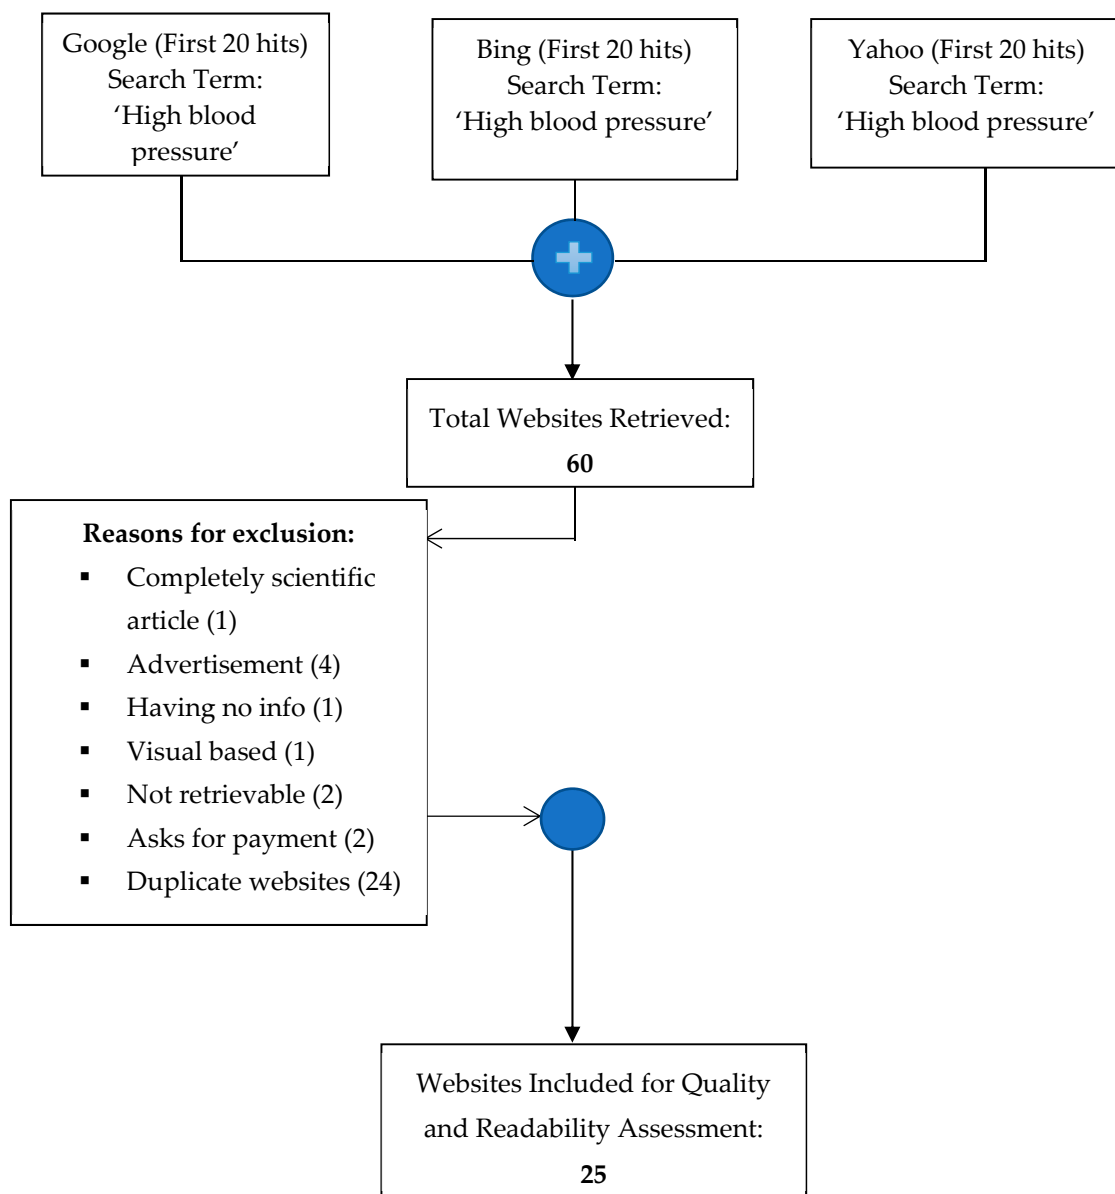 Google (First 20 hits)
Search Term:
‘High blood
pressure’
Bing (First 20 hits)
Search Term:
‘High blood pressure’
Yahoo (First 20 hits)
Search Term:
‘High blood pressure’
Total Websites Retrieved:
60
Reasons for exclusion:
▪ Completely scientific
article (1)
▪ Advertisement (4)
▪ Having no info (1)
▪ Visual based (1)
▪ Not retrievable (2)
▪ Asks for payment (2)
▪ Duplicate websites (24)
Websites Included for Quality
and Readability Assessment:
25